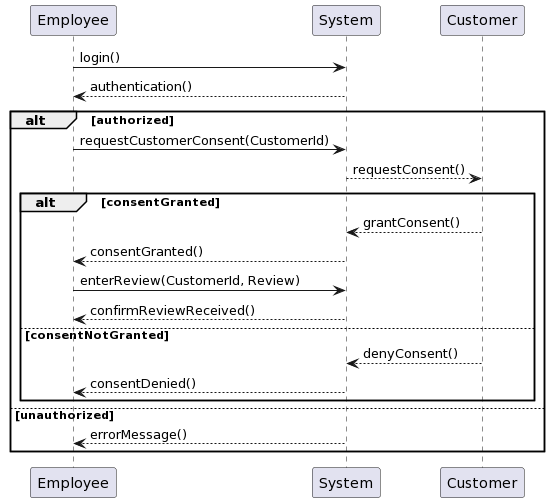 Employee System Customer
login()
authentication()
alt [authorized]
requestCustomerConsent(CustomerId)
requestConsent()
alt [consentGranted]
grantConsent()
consentGranted()
enterReview(CustomerId, Review)
confirmReviewReceived()
[consentNotGranted]
denyConsent()
consentDenied()
[unauthorized]
errorMessage()
Employee System Customer